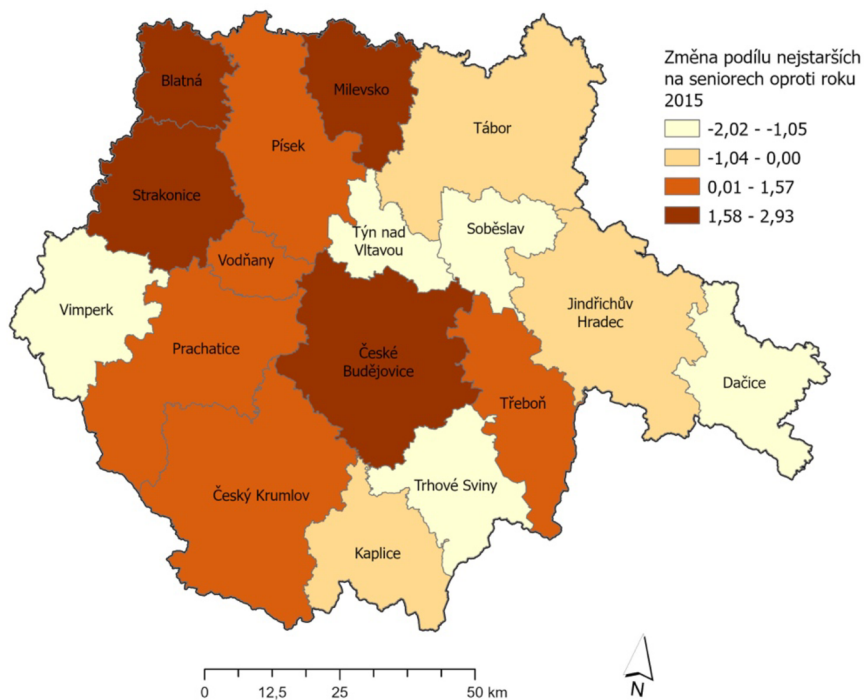 Změna podílu nejstarších
na seniorech oproti roku
2015
-2,02 - -1,05
-1,04 - 0,00
0,01 - 1,57
1,58 - 2,93
Blatná
Milevsko
Tábor
Písek
Strakonice
Týn nad
Vltavou
Soběslav
Vodňany
Vimperk
Jindřichův
Hradec
Prachatice
České
Budějovice
Dačice
Třeboň
Trhové Sviny
Český Krumlov
Kaplice
0 12,5 25 50 km
N